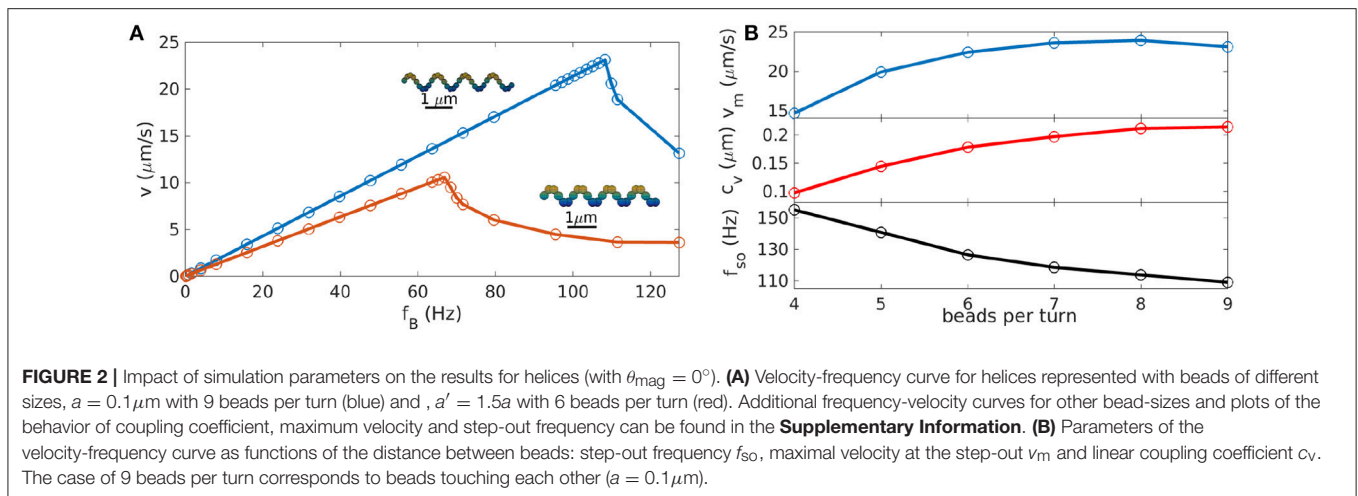 A
25
20
15
10
5
0
v (μm/s)
1 μm
1μm
0
20
40
60
80
100
120
f_B (Hz)
B
25
20
15
v_m (μm/s)
0.2
0.15
0.1
c_v (μm)
150
130
110
f_so (Hz)
4
5
6
7
8
9
beads per turn
FIGURE 2 | Impact of simulation parameters on the results for helices (with θmag = 0°). (A) Velocity-frequency curve for helices represented with beads of different
sizes, a = 0.1μm with 9 beads per turn (blue) and , a′ = 1.5a with 6 beads per turn (red). Additional frequency-velocity curves for other bead-sizes and plots of the
behavior of coupling coefficient, maximum velocity and step-out frequency can be found in the Supplementary Information. (B) Parameters of the
velocity-frequency curve as functions of the distance between beads: step-out frequency fso, maximal velocity at the step-out vm and linear coupling coefficient cv.
The case of 9 beads per turn corresponds to beads touching each other (a = 0.1μm).